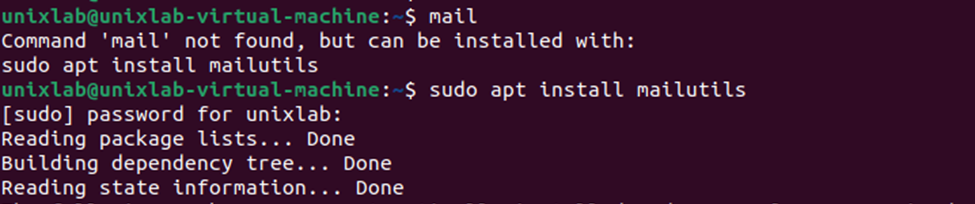 unixlab@unixlab-virtual-machine:~$ mail
Command 'mail' not found, but can be installed with:
sudo apt install mailutils
unixlab@unixlab-virtual-machine:~$ sudo apt install mailutils
[sudo] password for unixlab:
Reading package lists... Done
Building dependency tree... Done
Reading state information... Done